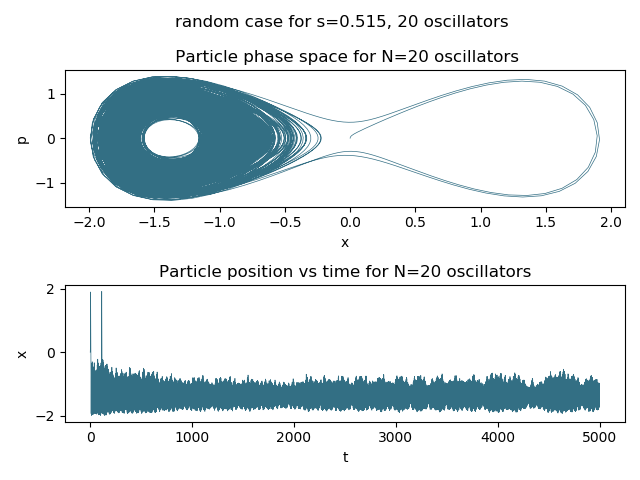 random case for s=0.515, 20 oscillators
Particle phase space for N=20 oscillators
1
0
−1
p
−2.0 −1.5 −1.0 −0.5 0.0 0.5 1.0 1.5 2.0
x
Particle position vs time for N=20 oscillators
2
0
−2
x
0 1000 2000 3000 4000 5000
t